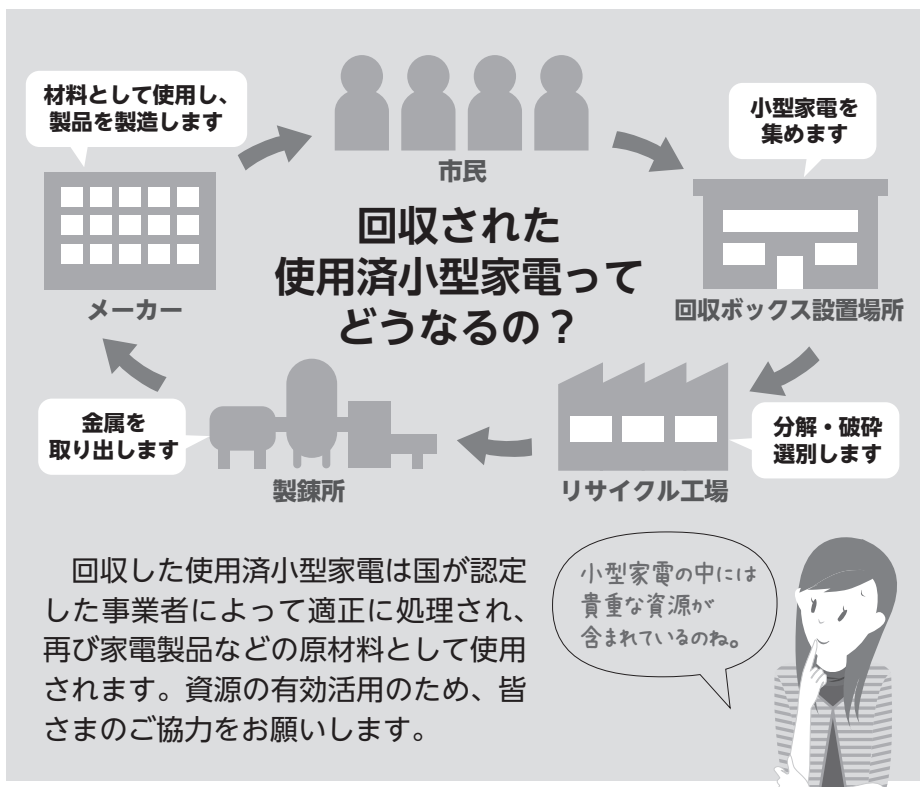 回収された
使用済小型家電って
どうなるの？
市民
小型家電を
集めます
回収ボックス設置場所
分解・破砕
選別します
リサイクル工場
製錬所
金属を
取り出します
メーカー
材料として使用し、
製品を製造します
回収した使用済小型家電は国が認定
した事業者によって適正に処理され、
再び家電製品などの原材料として使用
されます。資源の有効活用のため、皆
さまのご協力をお願いします。
小型家電の中には
貴重な資源が
含まれているのね。